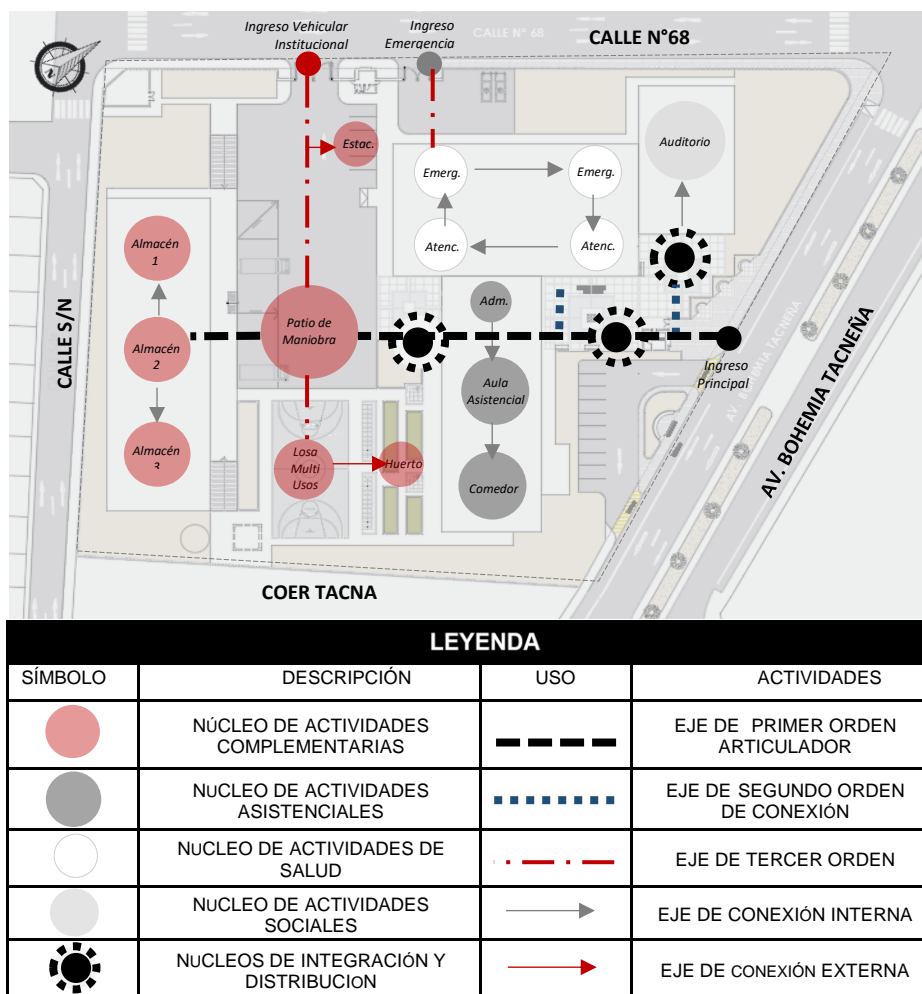 Ingreso Vehicular
Institucional
Ingreso
Emergencia
CALLE N° 68
CALLE N°68
Estac.
Auditorio
Emerg.
Emerg.
Almacén
1
Atenc.
Atenc.
Adm.
CALLE S/N
Patio de
Maniobra
Almacén
2
Ingreso
Principal
Aula
Asistencial
AV. BOHEMIA TACNEÑA
AV. BOHEMIA TACNEÑA
Almacén
3
Losa
Multi
Usos
Huerto
Comedor
COER TACNA
LEYENDA
SÍMBOLO DESCRIPCIÓN USO ACTIVIDADES
NÚCLEO DE ACTIVIDADES
COMPLEMENTARIAS
EJE DE PRIMER ORDEN
ARTICULADOR
NUCLEO DE ACTIVIDADES
ASISTENCIALES
EJE DE SEGUNDO ORDEN
DE CONEXIÓN
NUCLEO DE ACTIVIDADES DE
SALUD
EJE DE TERCER ORDEN
NUCLEO DE ACTIVIDADES
SOCIALES
EJE DE CONEXIÓN INTERNA
NUCLEOS DE INTEGRACIÓN Y
DISTRIBUCION
EJE DE CONEXIÓN EXTERNA